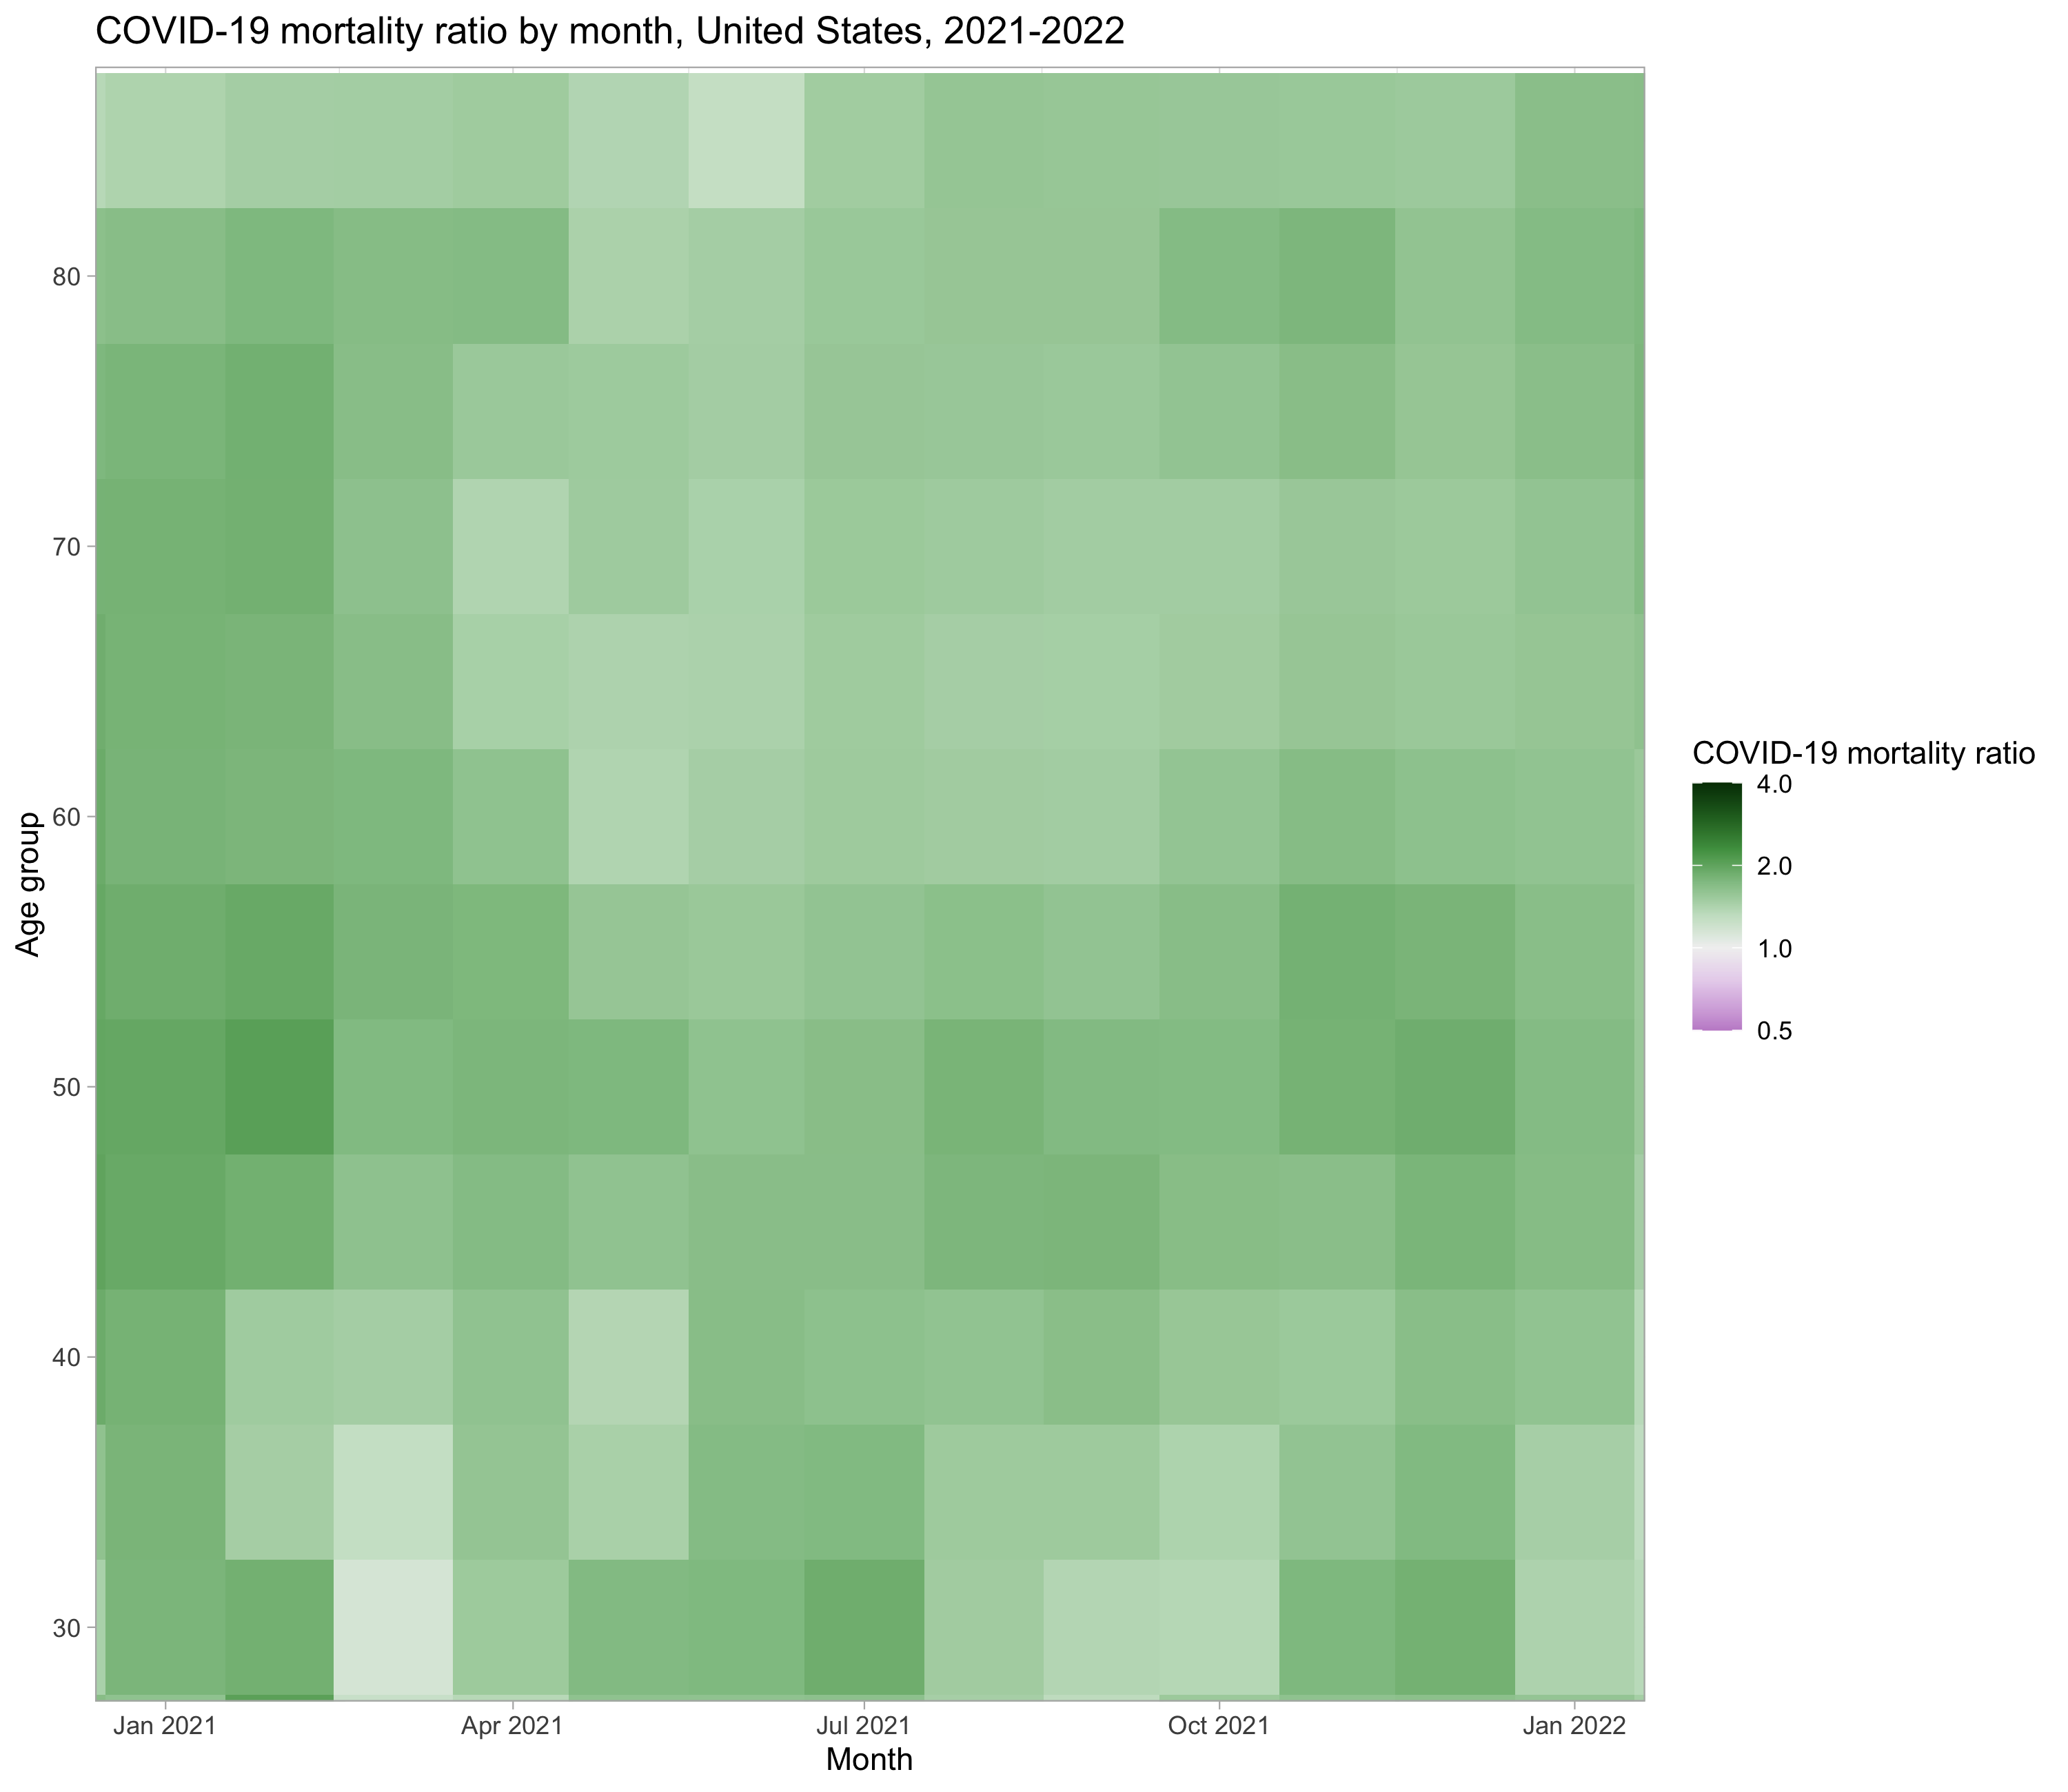 COVID-19 mortality ratio by month, United States, 2021-2022
Age group
80
70
60
50
40
30
Jan 2021
Apr 2021
Jul 2021
Oct 2021
Jan 2022
Month
COVID-19 mortality ratio
4.0
2.0
1.0
0.5